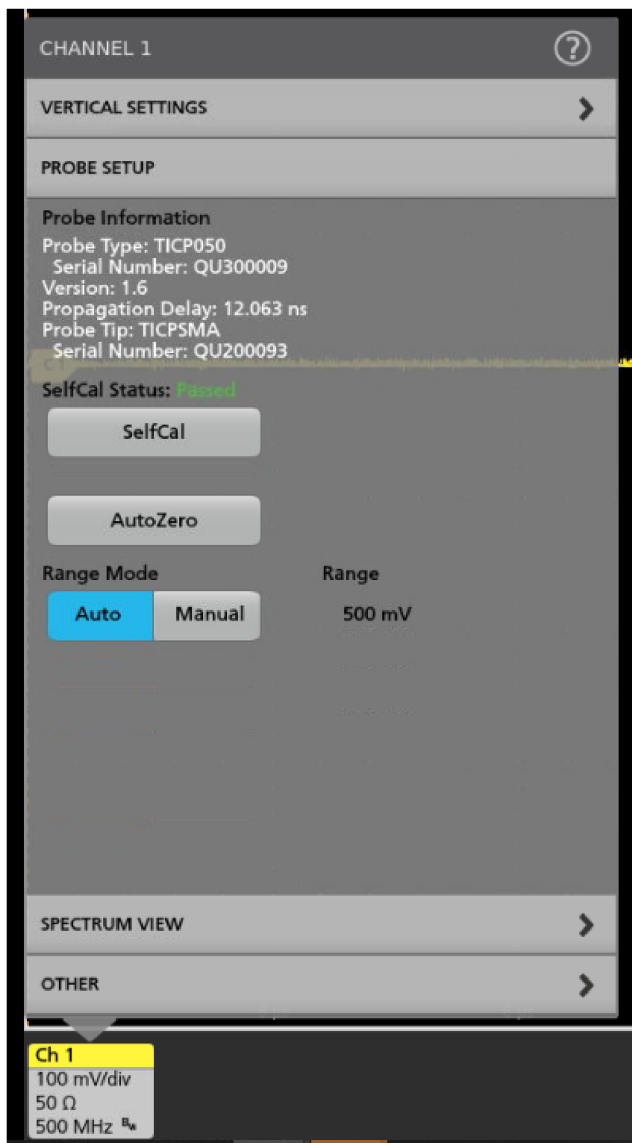 CHANNEL 1
?
VERTICAL SETTINGS
PROBE SETUP
Probe Information
Probe Type: TICP050
Serial Number: QU300009
Version: 1.6
Propagation Delay: 12.063 ns
Probe Tip: TICPSMA
Serial Number: QU200093
C 1
SelfCal Status: Passed
SelfCal
AutoZero
Range Mode
Range
Auto
Manual
500 mV
SPECTRUM VIEW
OTHER
Ch 1
100 mV/div
50 Ω
500 MHz Bw